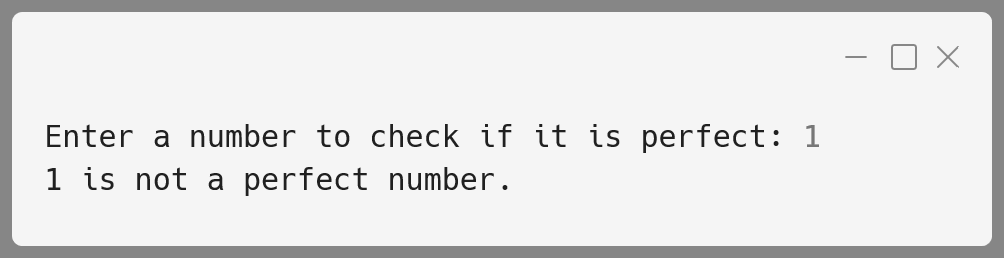 Enter a number to check if it is perfect: 1
1 is not a perfect number.